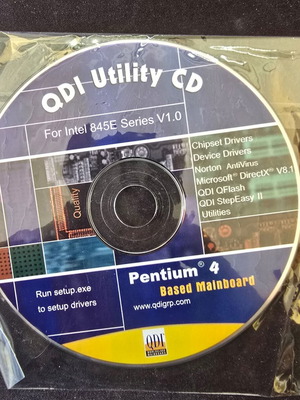 QDI Utility CD
For Intel 845E Series V1.0
Chipset Drivers
Device Drivers
Norton AntiVirus
Microsoft® DirectX® V8.1
QDI QFlash
QDI StepEasy II
Utilities
Quality
Pentium® 4
Based Mainboard
www.qdigrp.com
Run setup.exe
to setup drivers
QDI